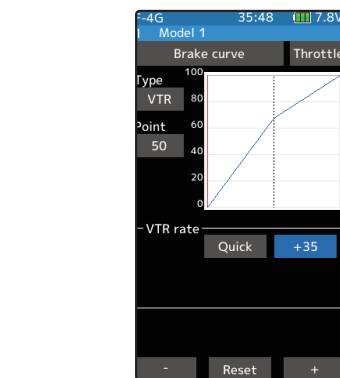 F-4G 35:48 7.8V
Model 1
Brake curve Throttle
Type
VTR
Point
50
100
80
60
40
20
0
VTR rate
Quick +35
- Reset +